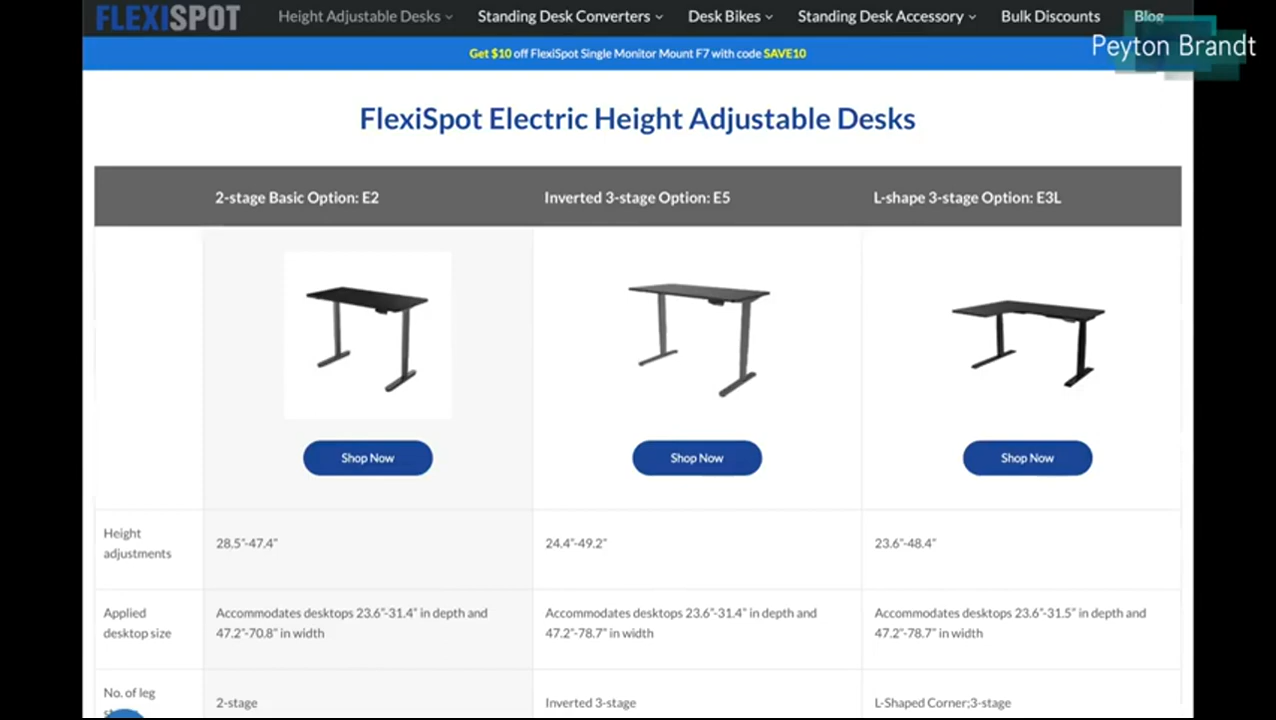 FLEXISPOT
Height Adjustable Desks Standing Desk Converters Desk Bikes Standing Desk Accessory Bulk Discounts Blog
Peyton Brandt
Get $10 off FlexiSpot Single Monitor Mount F7 with code SAVE10
FlexiSpot Electric Height Adjustable Desks
2-stage Basic Option: E2 Inverted 3-stage Option: E5 L-shape 3-stage Option: E3L
Shop Now Shop Now Shop Now
Height
adjustments
28.5"-47.4" 24.4"-49.2" 23.6"-48.4"
Applied
desktop size
Accommodates desktops 23.6"-31.4" in depth and
47.2"-70.8" in width
Accommodates desktops 23.6"-31.4" in depth and
47.2"-78.7" in width
Accommodates desktops 23.6"-31.5" in depth and
47.2"-78.7" in width
No. of leg
2-stage Inverted 3-stage L-Shaped Corner;3-stage